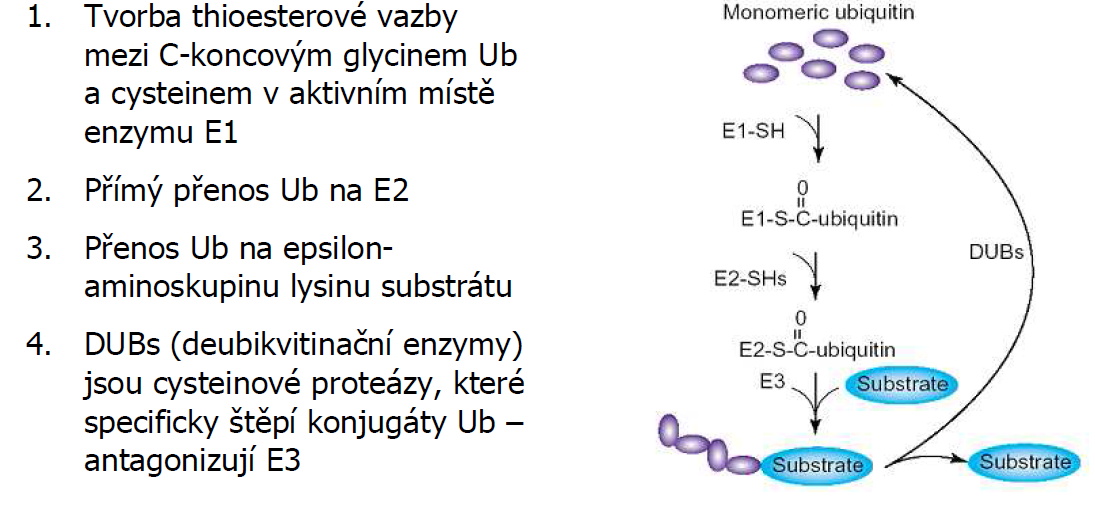 1. Tvorba thioesterové vazby
mezi C-koncovým glycinem Ub
a cysteinem v aktivním místě
enzymu E1
2. Přímý přenos Ub na E2
3. Přenos Ub na epsilon-
aminoskupinu lysinu substrátu
4. DUBs (deubikvitinační enzymy)
jsou cysteinové proteázy, které
specificky štěpí konjugáty Ub –
antagonizují E3
Monomeric ubiquitin
E1-SH
O
E1-S-C-ubiquitin
DUBs
E2-SHs
O
E2-S-C-ubiquitin
E3
Substrate
Substrate
Substrate